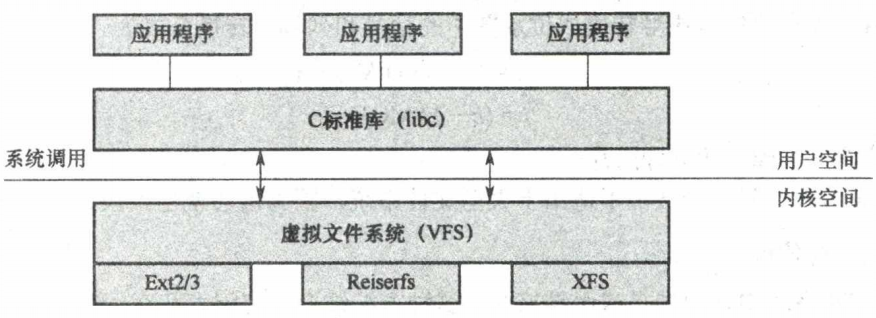 应用程序 应用程序 应用程序
C标准库（libc）
系统调用
用户空间
内核空间
虚拟文件系统（VFS）
Ext2/3 Reiserfs XFS